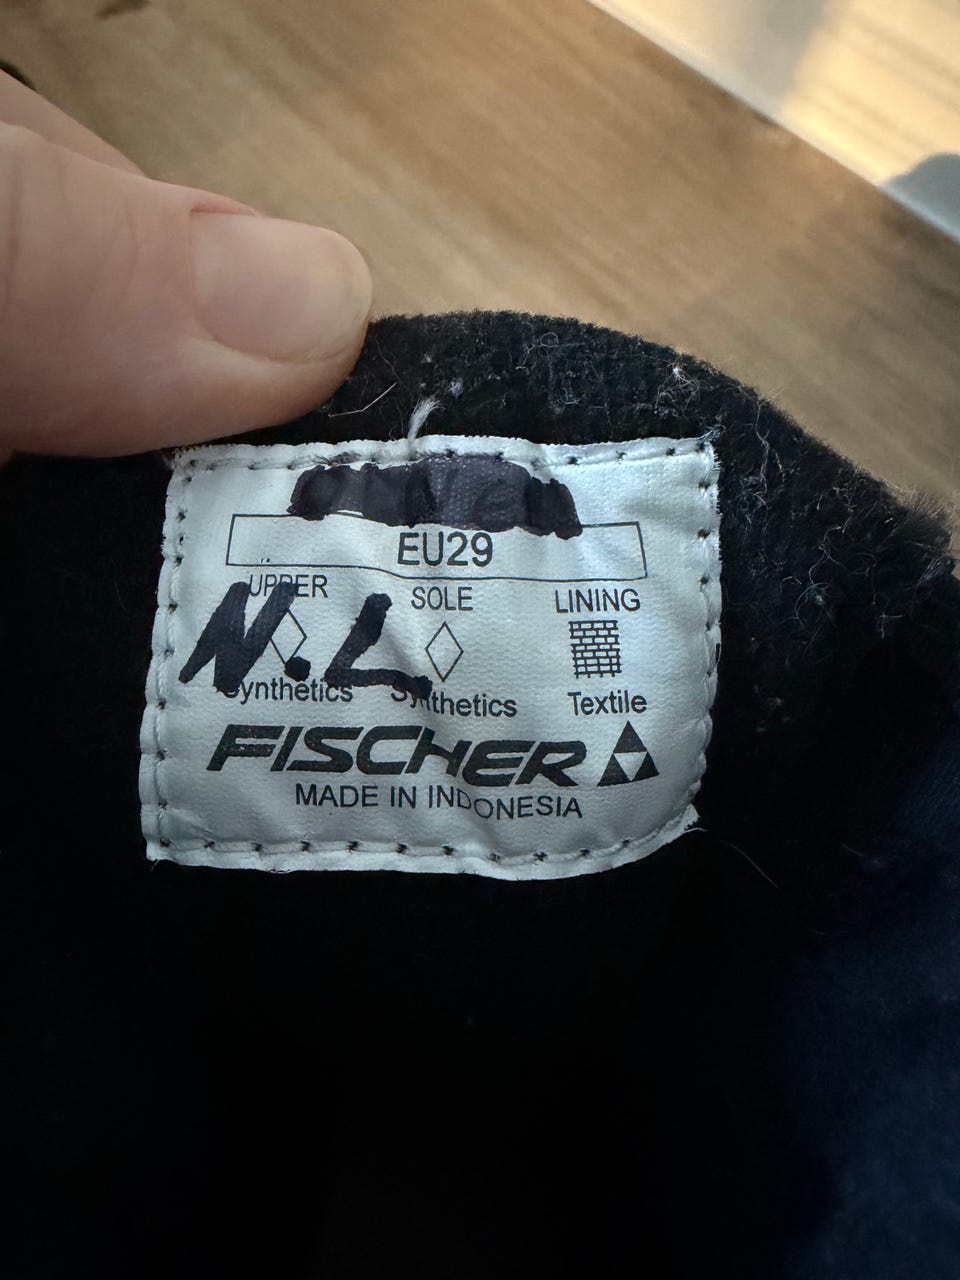 EU29
UPPER SOLE LINING
N.L
Synthetics Synthetics Textile
FISCHER
MADE IN INDONESIA